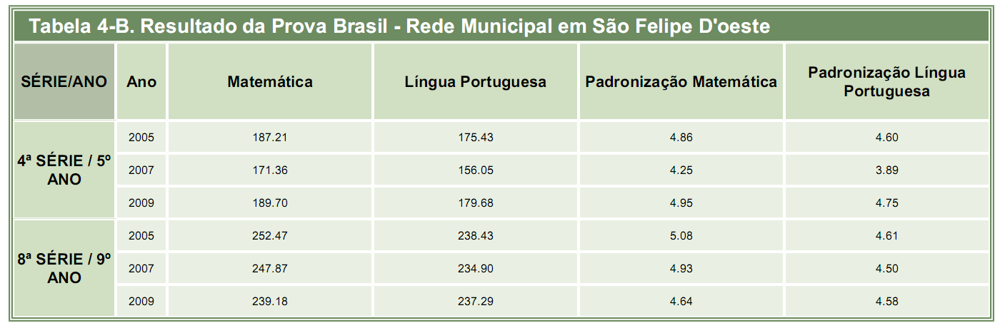 Tabela 4-B. Resultado da Prova Brasil - Rede Municipal em São Felipe D'oeste
SÉRIE/ANO Ano Matemática Língua Portuguesa Padronização Matemática Padronização Língua Portuguesa
4ª SÉRIE / 5º ANO
2005 187.21 175.43 4.86 4.60
2007 171.36 156.05 4.25 3.89
2009 189.70 179.68 4.95 4.75
8ª SÉRIE / 9º ANO
2005 252.47 238.43 5.08 4.61
2007 247.87 234.90 4.93 4.50
2009 239.18 237.29 4.64 4.58